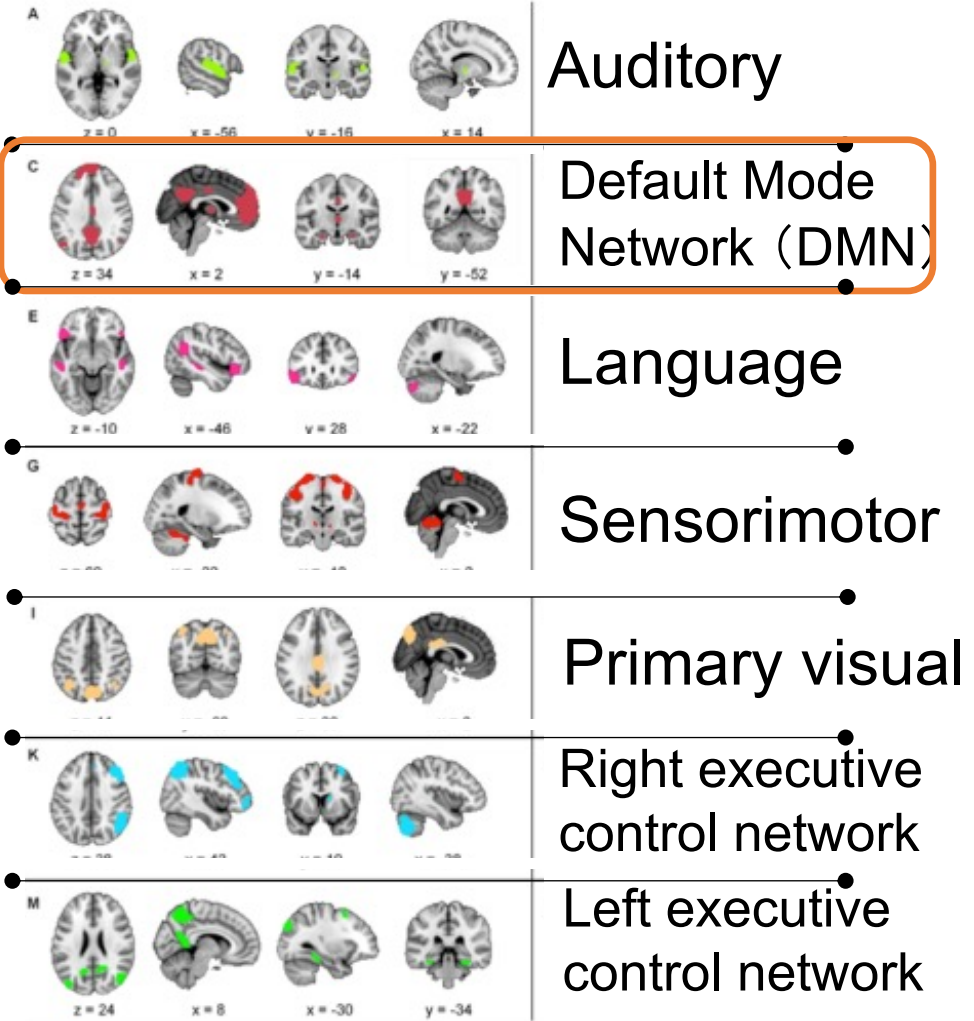 A
z = 0 x = -56 y = -16 x = 14
Auditory
C
z = 34 x = 2 y = -14 y = -52
Default Mode
Network（DMN）
E
z = -10 x = -46 y = 28 x = -22
Language
G
Sensorimotor
I
Primary visual
K
Right executive
control network
M
z = 24 x = 8 x = -30 y = -34
Left executive
control network